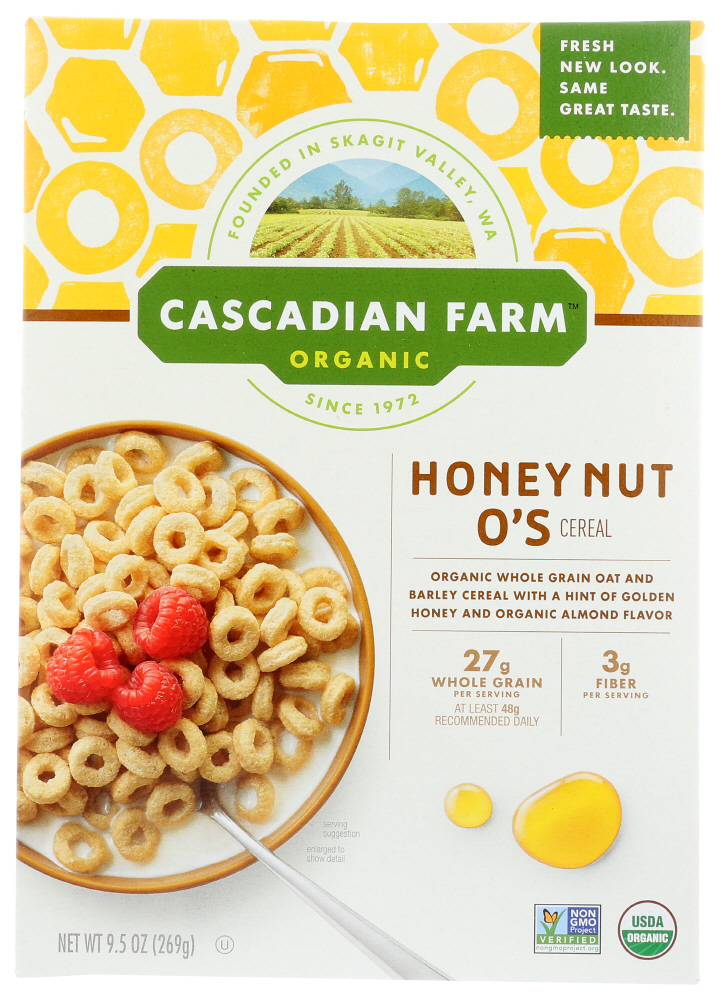 FRESH
NEW LOOK.
SAME
GREAT TASTE.
FOUNDED IN SKAGIT VALLEY, WA
CASCADIAN FARM™
ORGANIC
SINCE 1972
HONEY NUT
O'S CEREAL
ORGANIC WHOLE GRAIN OAT AND
BARLEY CEREAL WITH A HINT OF GOLDEN
HONEY AND ORGANIC ALMOND FLAVOR
27g
WHOLE GRAIN
PER SERVING
AT LEAST 48g
RECOMMENDED DAILY
3g
FIBER
PER SERVING
serving
suggestion
enlarged to
show detail
NET WT 9.5 OZ (269g)
U
NON
GMO
Project
VERIFIED
nongmoproject.org
USDA
ORGANIC